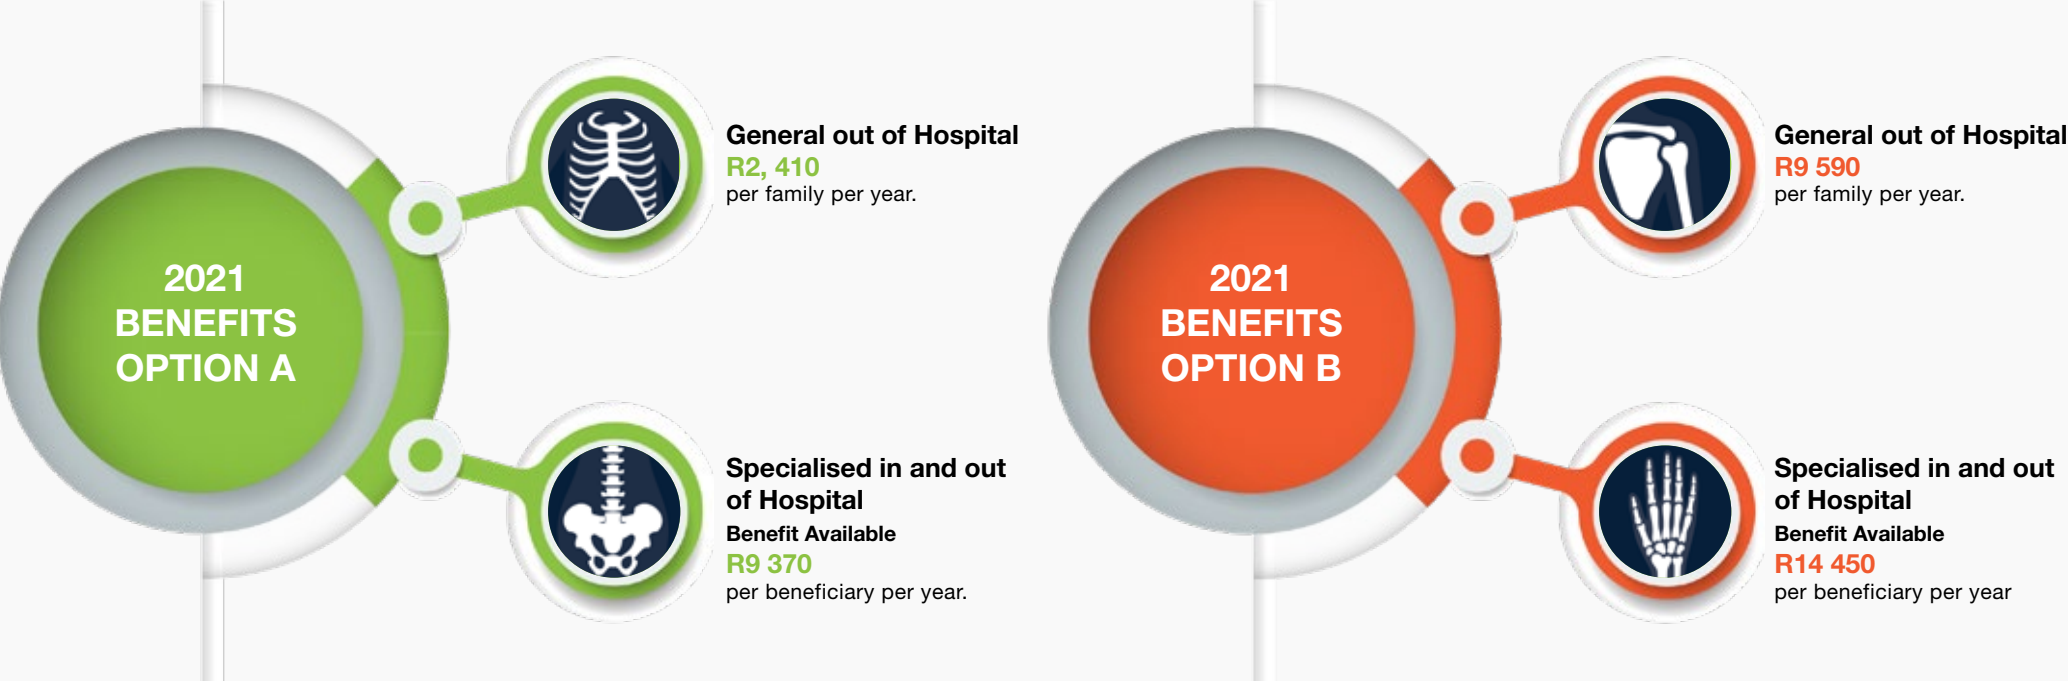 2021
BENEFITS
OPTION A
General out of Hospital
R2, 410
per family per year.
Specialised in and out
of Hospital
Benefit Available
R9 370
per beneficiary per year.
2021
BENEFITS
OPTION B
General out of Hospital
R9 590
per family per year.
Specialised in and out
of Hospital
Benefit Available
R14 450
per beneficiary per year